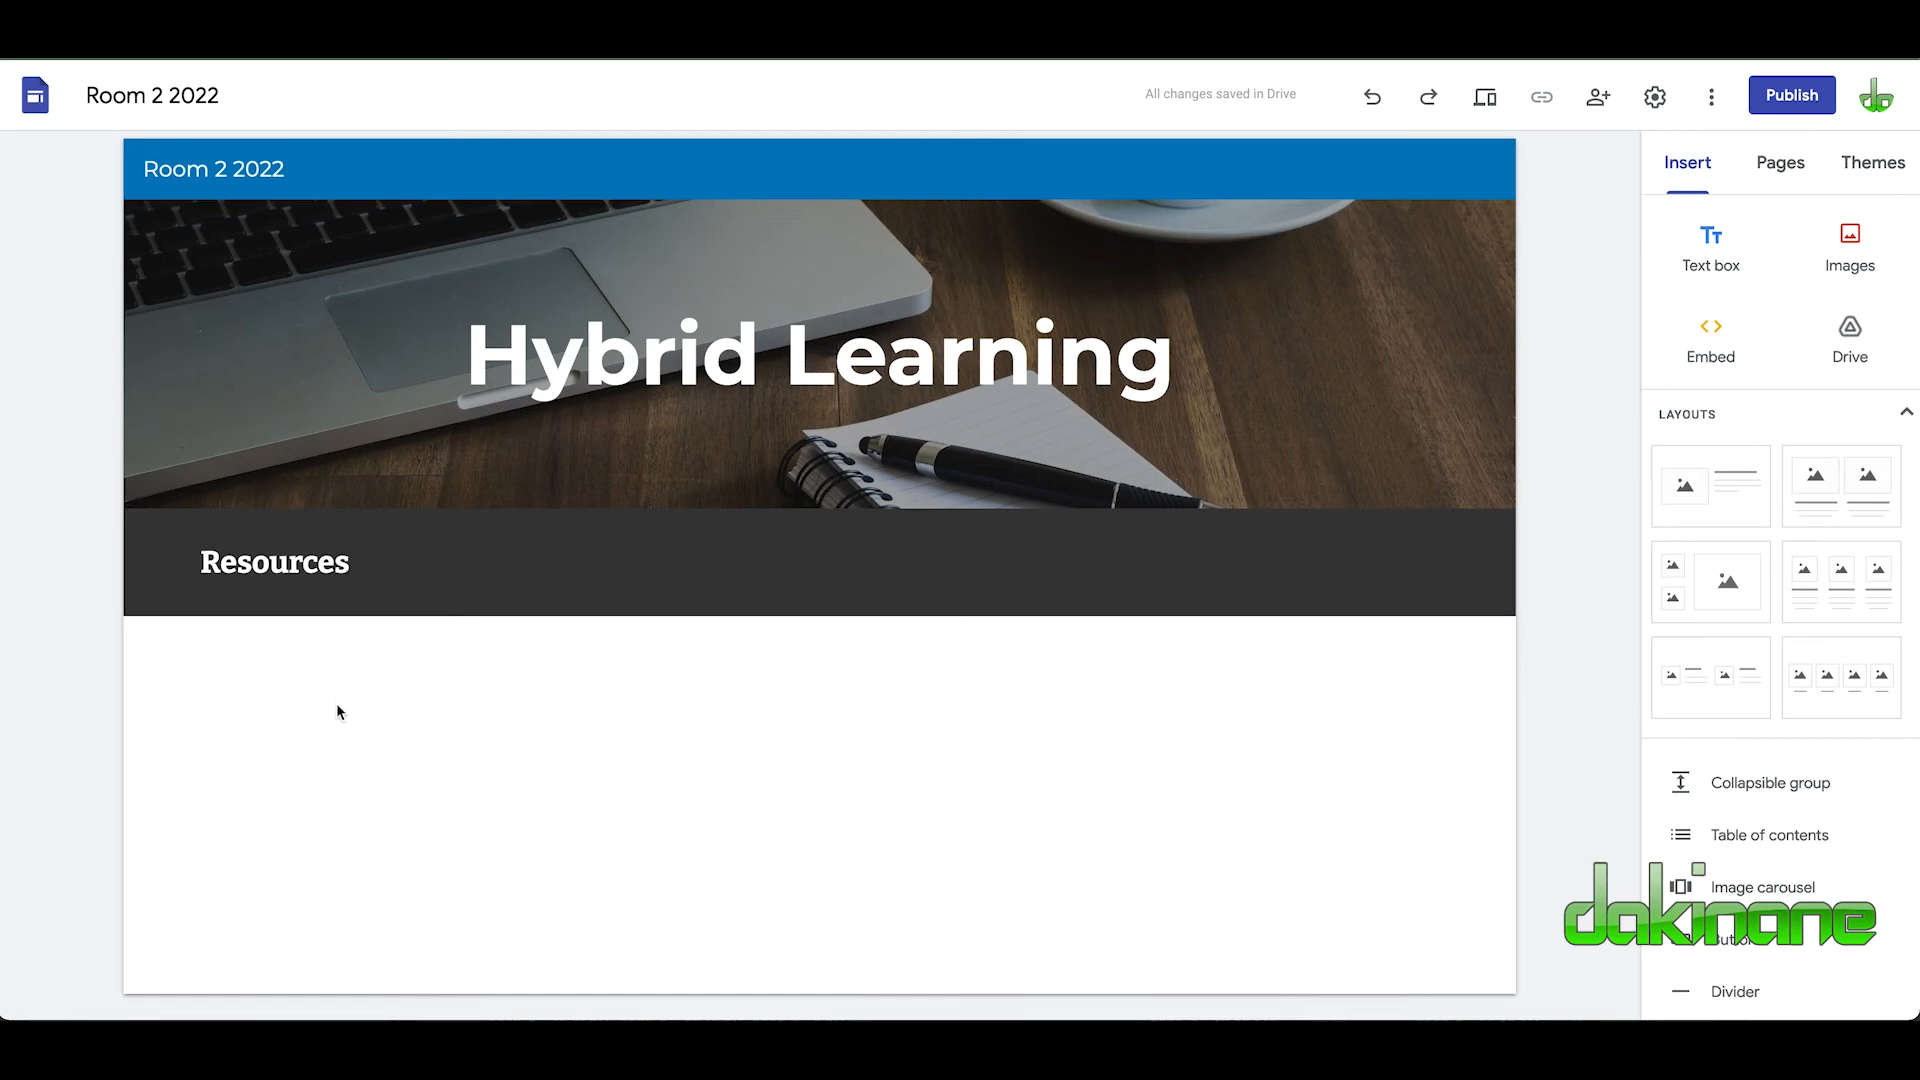 Room 2 2022
All changes saved in Drive
Publish
Room 2 2022
Hybrid Learning
Resources
Insert
Pages
Themes
Text box
Images
Embed
Drive
LAYOUTS
Collapsible group
Table of contents
Image carousel
dakinane
Divider